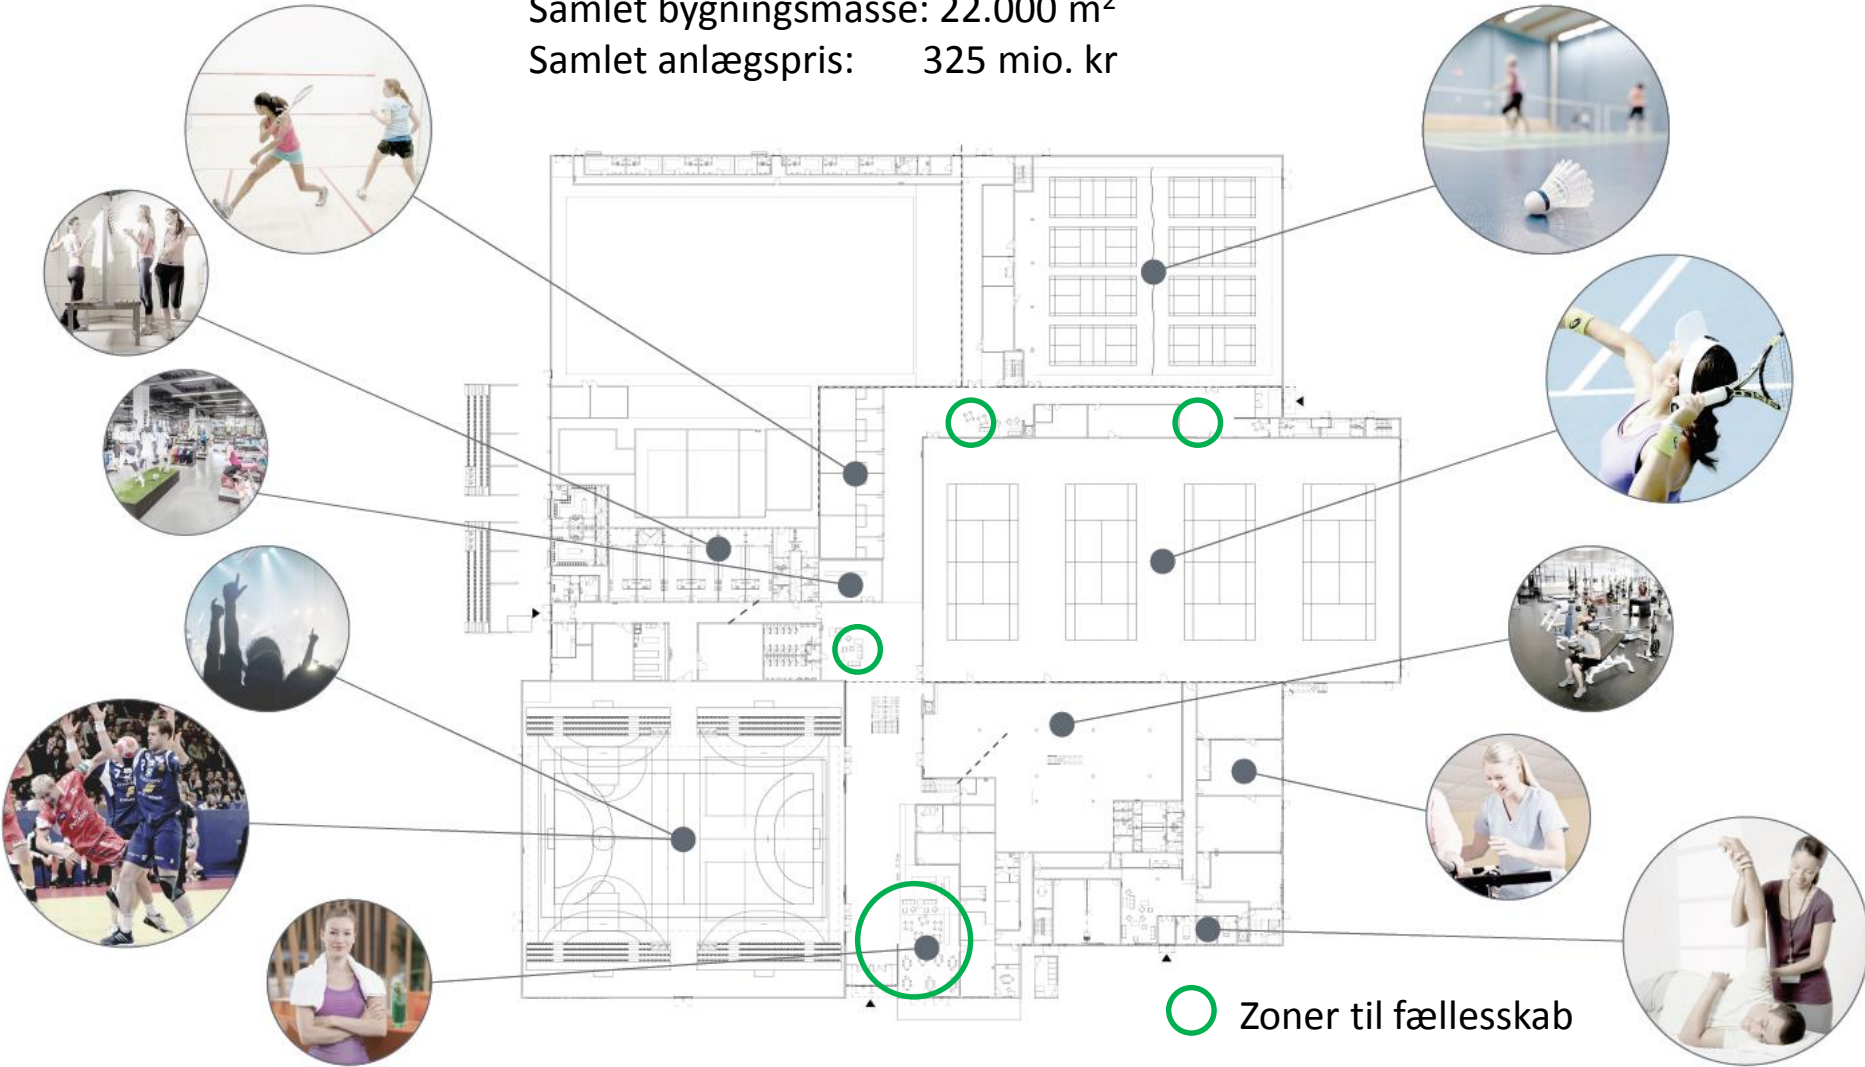 Samlet bygningsmasse: 22.000 m²
Samlet anlægspris: 325 mio. kr
Zoner til fællesskab